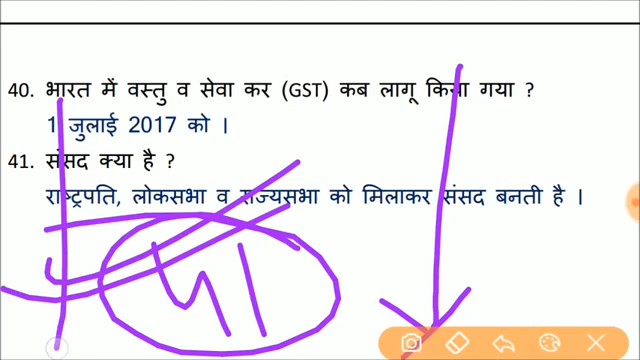 40. भारत में वस्तु व सेवा कर (GST) कब लागू किया गया ?
1 जुलाई 2017 को ।
41. संसद क्या है ?
राष्ट्रपति, लोकसभा व राज्यसभा को मिलाकर संसद बनती है ।